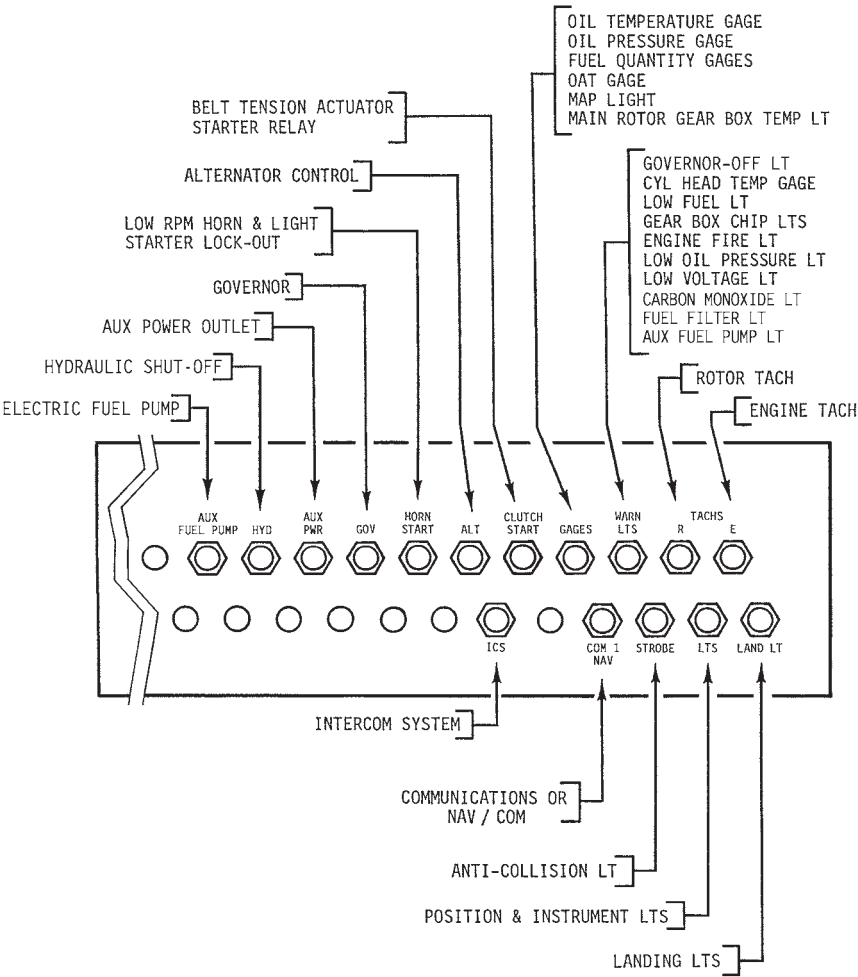 OIL TEMPERATURE GAGE
OIL PRESSURE GAGE
FUEL QUANTITY GAGES
OAT GAGE
MAP LIGHT
MAIN ROTOR GEAR BOX TEMP LT
BELT TENSION ACTUATOR
STARTER RELAY
GOVERNOR-OFF LT
CYL HEAD TEMP GAGE
LOW FUEL LT
GEAR BOX CHIP LTS
ENGINE FIRE LT
LOW OIL PRESSURE LT
LOW VOLTAGE LT
CARBON MONOXIDE LT
FUEL FILTER LT
AUX FUEL PUMP LT
ALTERNATOR CONTROL
LOW RPM HORN & LIGHT
STARTER LOCK-OUT
GOVERNOR
AUX POWER OUTLET
HYDRAULIC SHUT-OFF
ELECTRIC FUEL PUMP
ROTOR TACH
ENGINE TACH
AUX
FUEL PUMP
HYD
AUX
PWR
GOV
HORN
START
ALT
CLUTCH
START
GAGES
WARN
LTS
TACHS
R
E
ICS
COM 1
NAV
STROBE
LTS
LAND LT
INTERCOM SYSTEM
COMMUNICATIONS OR
NAV / COM
ANTI-COLLISION LT
POSITION & INSTRUMENT LTS
LANDING LTS